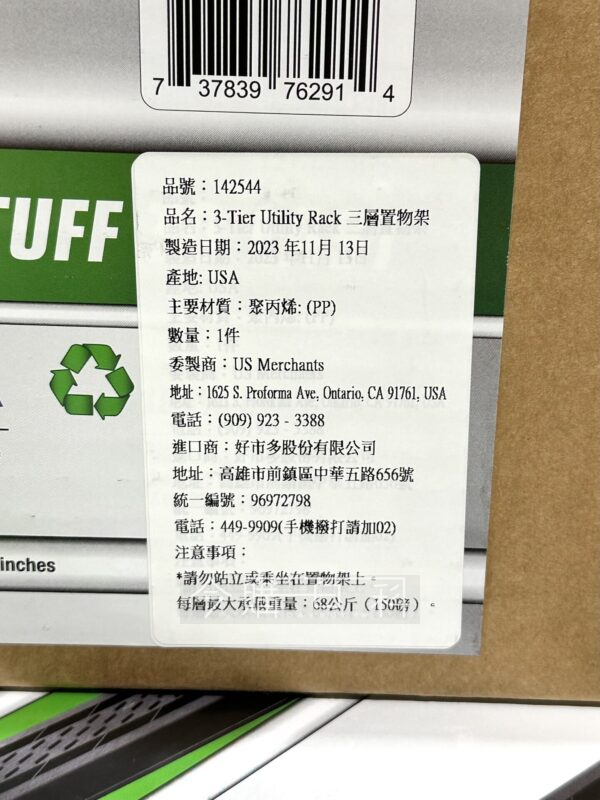 7 37839 76291 4
TUFF
品號：142544
品名：3-Tier Utility Rack 三層置物架
製造日期：2023 年11月 13日
產地: USA
主要材質：聚丙烯: (PP)
數量：1件
委製商：US Merchants
地址：1625 S. Proforma Ave, Ontario, CA 91761, USA
電話：(909) 923 - 3388
進口商：好市多股份有限公司
地址：高雄市前鎮區中華五路656號
統一編號：96972798
電話：449-9909(手機撥打請加02)
inches
注意事項：
*請勿站立或乘坐在置物架上。
每層最大承載重量：68公斤（150磅）。